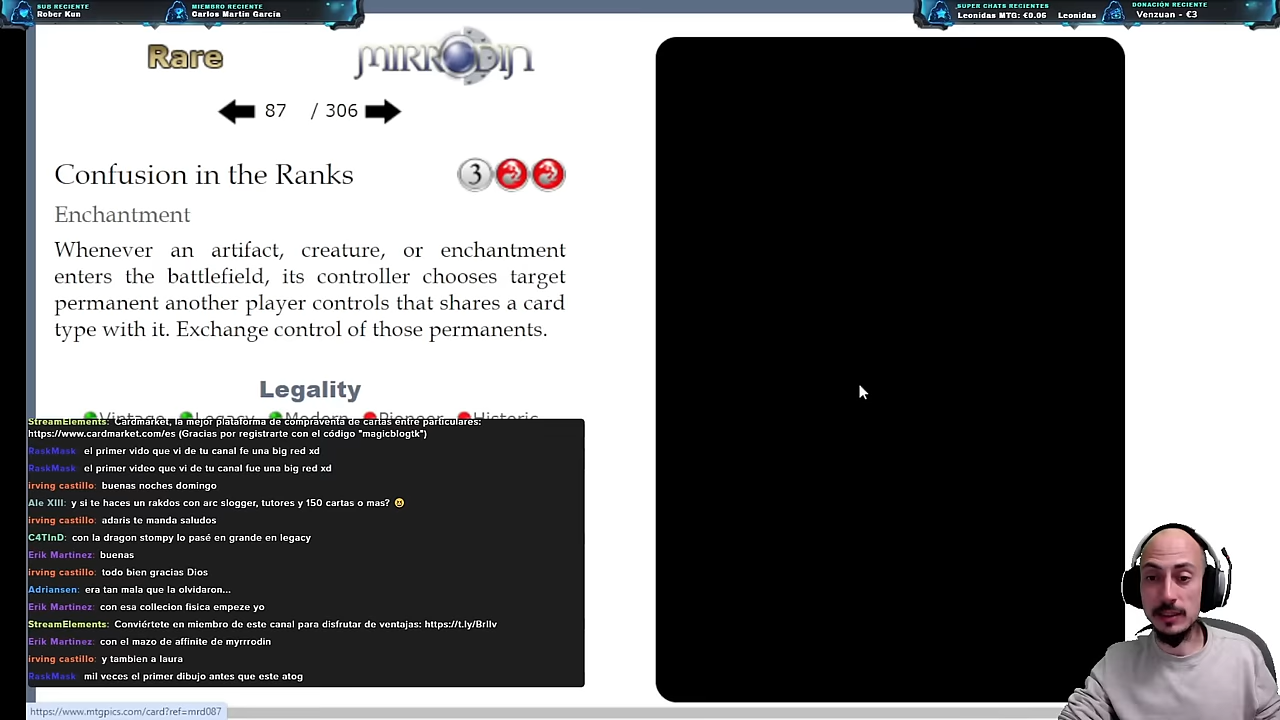 SUB RECIENTE
Rober Kun
MIEMBRO RECIENTE
Carlos Martin Garcia
SUPER CHATS RECIENTES
Leonidas MTG: €0.06 Leonidas
DONACIÓN RECIENTE
Venzuan - €3
Rare
MIRRODIN
87 / 306
Confusion in the Ranks
3
Enchantment
Whenever an artifact, creature, or enchantment
enters the battlefield, its controller chooses target
permanent another player controls that shares a card
type with it. Exchange control of those permanents.
Legality
Vintage Legacy Modern Pioneer Historic
StreamElements: Cardmarket, la mejor plataforma de compraventa de cartas entre particulares:
https://www.cardmarket.com/es (Gracias por registrarte con el código "magicblogtk")
RaskMask: el primer vido que vi de tu canal fe una big red xd
RaskMask: el primer video que vi de tu canal fue una big red xd
irving castillo: buenas noches domingo
Ale XIII: y si te haces un rakdos con arc slogger, tutores y 150 cartas o mas? 😃
irving castillo: adaris te manda saludos
C4TInD: con la dragon stompy lo pasé en grande en legacy
Erik Martinez: buenas
irving castillo: todo bien gracias Dios
Adriansen: era tan mala que la olvidaron...
Erik Martinez: con esa collecion fisica empeze yo
StreamElements: Conviértete en miembro de este canal para disfrutar de ventajas: https://t.ly/BrIlv
Erik Martinez: con el mazo de affinite de myrrrodin
irving castillo: y tambien a laura
RaskMask: mil veces el primer dibujo antes que este atog
https://www.mtgpics.com/card?ref=mrd087